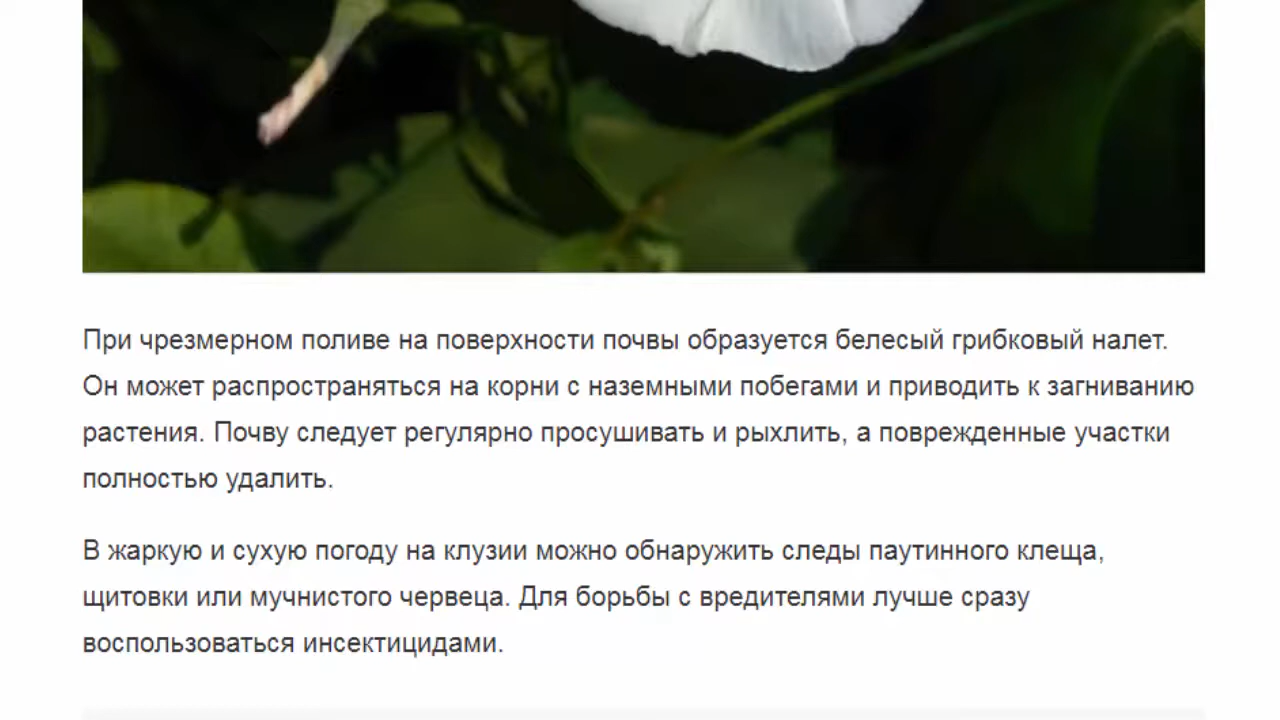 При чрезмерном поливе на поверхности почвы образуется белесый грибковый налет.
Он может распространяться на корни с наземными побегами и приводить к загниванию
растения. Почву следует регулярно просушивать и рыхлить, а поврежденные участки
полностью удалить.
В жаркую и сухую погоду на клузии можно обнаружить следы паутинного клеща,
щитовки или мучнистого червеца. Для борьбы с вредителями лучше сразу
воспользоваться инсектицидами.